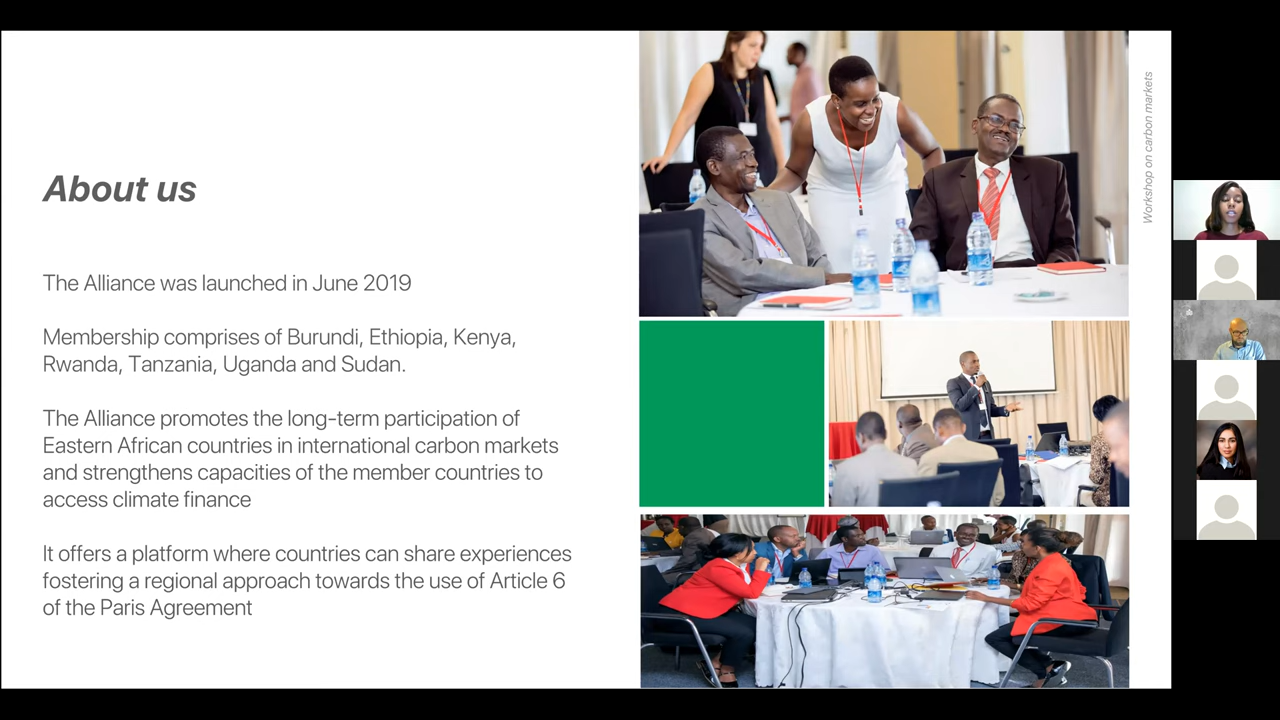 About us
The Alliance was launched in June 2019
Membership comprises of Burundi, Ethiopia, Kenya,
Rwanda, Tanzania, Uganda and Sudan.
The Alliance promotes the long-term participation of
Eastern African countries in international carbon markets
and strengthens capacities of the member countries to
access climate finance
It offers a platform where countries can share experiences
fostering a regional approach towards the use of Article 6
of the Paris Agreement
Workshop on carbon markets